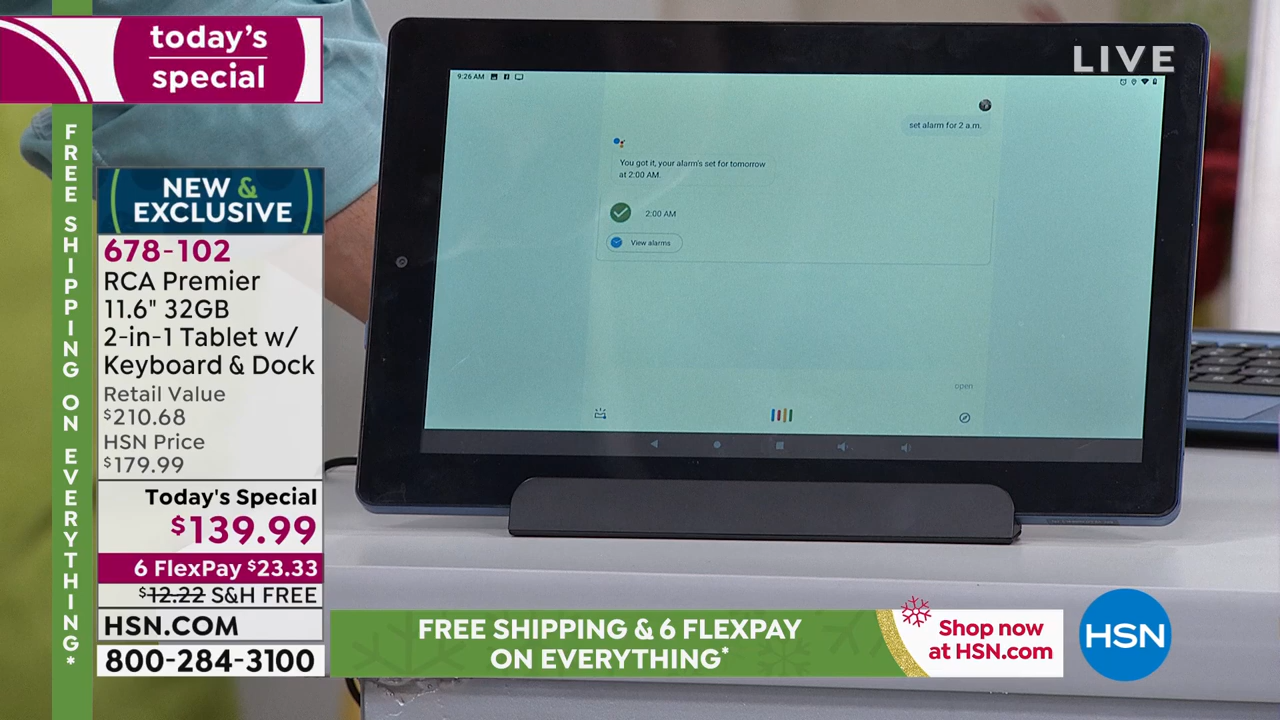 today's
special
LIVE
FREE SHIPPING ON EVERYTHING*
NEW &
EXCLUSIVE
678-102
RCA Premier
11.6" 32GB
2-in-1 Tablet w/
Keyboard & Dock
Retail Value
$210.68
HSN Price
$179.99
Today's Special
$139.99
6 FlexPay $23.33
$12.22 S&H FREE
HSN.COM
800-284-3100
9:26 AM
set alarm for 2 a.m.
You got it, your alarm's set for tomorrow
at 2:00 AM.
2:00 AM
View alarms
open
FREE SHIPPING & 6 FLEXPAY
ON EVERYTHING*
Shop now
at HSN.com
HSN